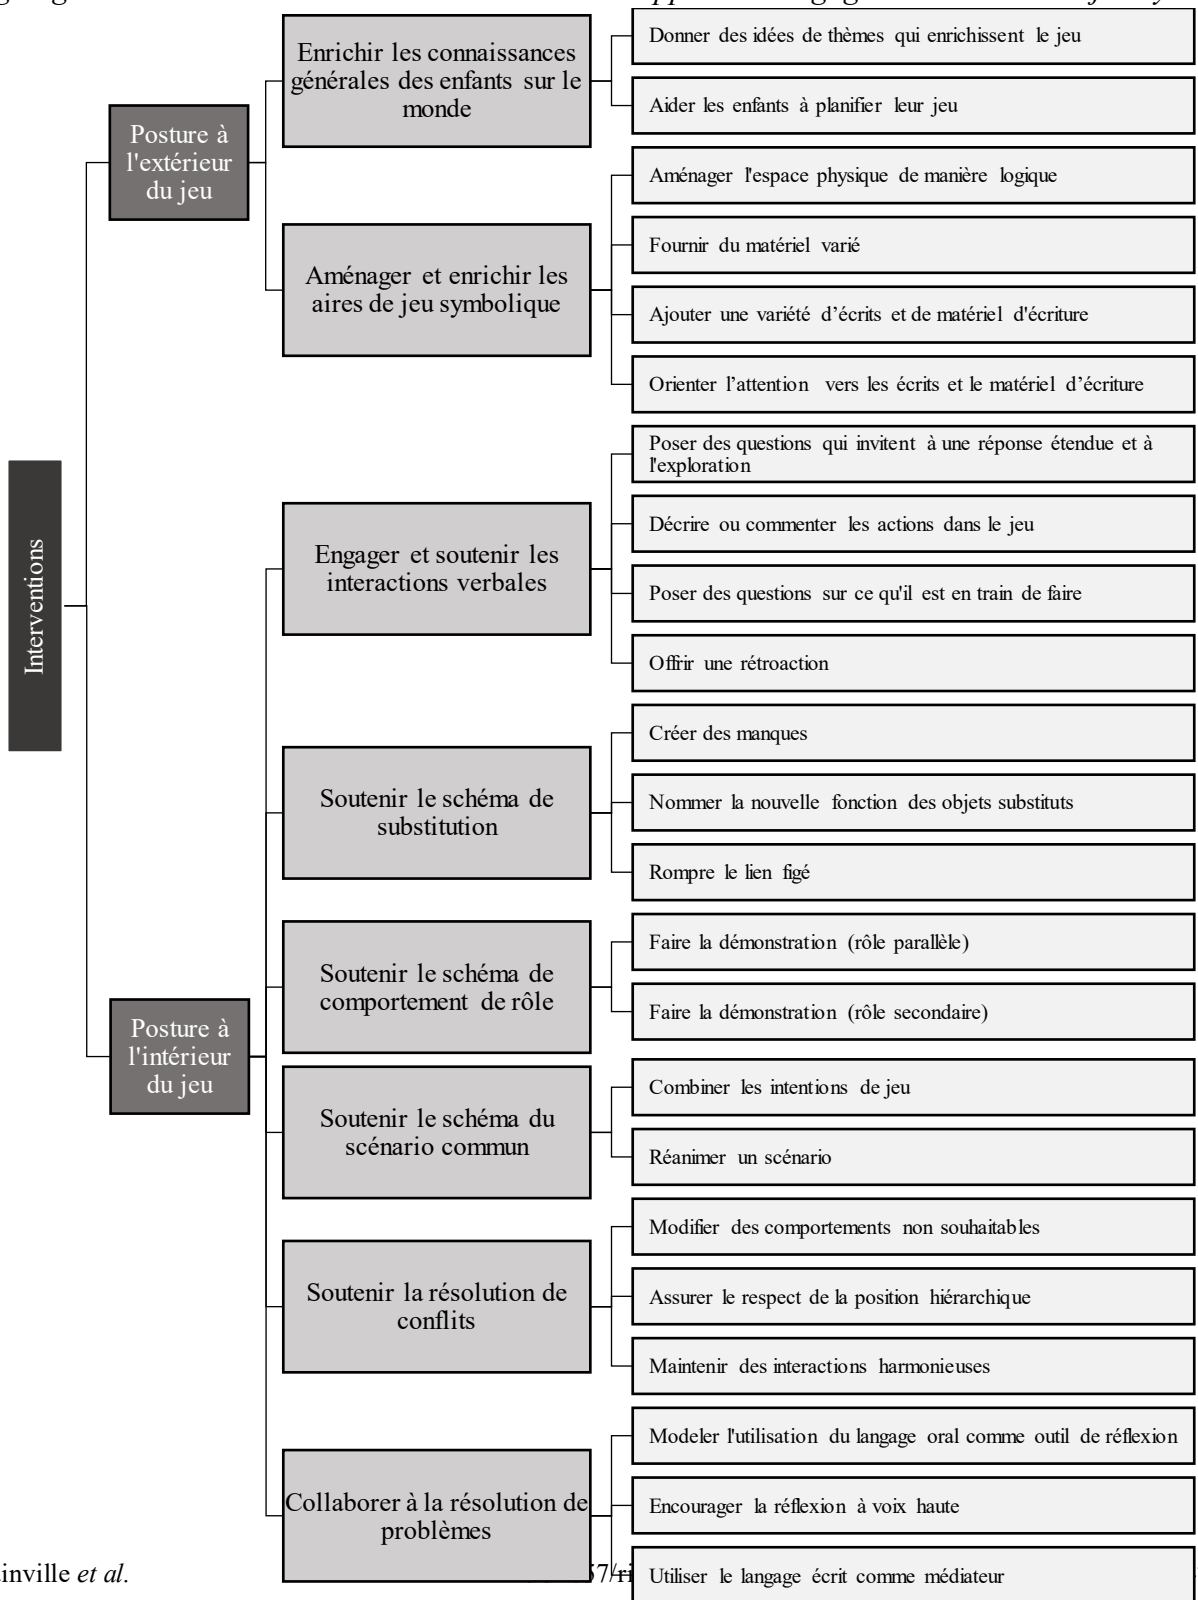 Interventions
Posture à
l'extérieur
du jeu
Enrichir les connaissances
générales des enfants sur le
monde
Donner des idées de thèmes qui enrichissent le jeu
Aider les enfants à planifier leur jeu
Aménager et enrichir les
aires de jeu symbolique
Aménager l'espace physique de manière logique
Fournir du matériel varié
Ajouter une variété d’écrits et de matériel d'écriture
Orienter l’attention vers les écrits et le matériel d’écriture
Posture à
l'intérieur
du jeu
Engager et soutenir les
interactions verbales
Poser des questions qui invitent à une réponse étendue et à
l'exploration
Décrire ou commenter les actions dans le jeu
Poser des questions sur ce qu'il est en train de faire
Offrir une rétroaction
Soutenir le schéma de
substitution
Créer des manques
Nommer la nouvelle fonction des objets substituts
Rompre le lien figé
Soutenir le schéma de
comportement de rôle
Faire la démonstration (rôle parallèle)
Faire la démonstration (rôle secondaire)
Soutenir le schéma du
scénario commun
Combiner les intentions de jeu
Réanimer un scénario
Soutenir la résolution de
conflits
Modifier des comportements non souhaitables
Assurer le respect de la position hiérarchique
Maintenir des interactions harmonieuses
Collaborer à la résolution de
problèmes
Modeler l'utilisation du langage oral comme outil de réflexion
Encourager la réflexion à voix haute
Utiliser le langage écrit comme médiateur
inville et al.